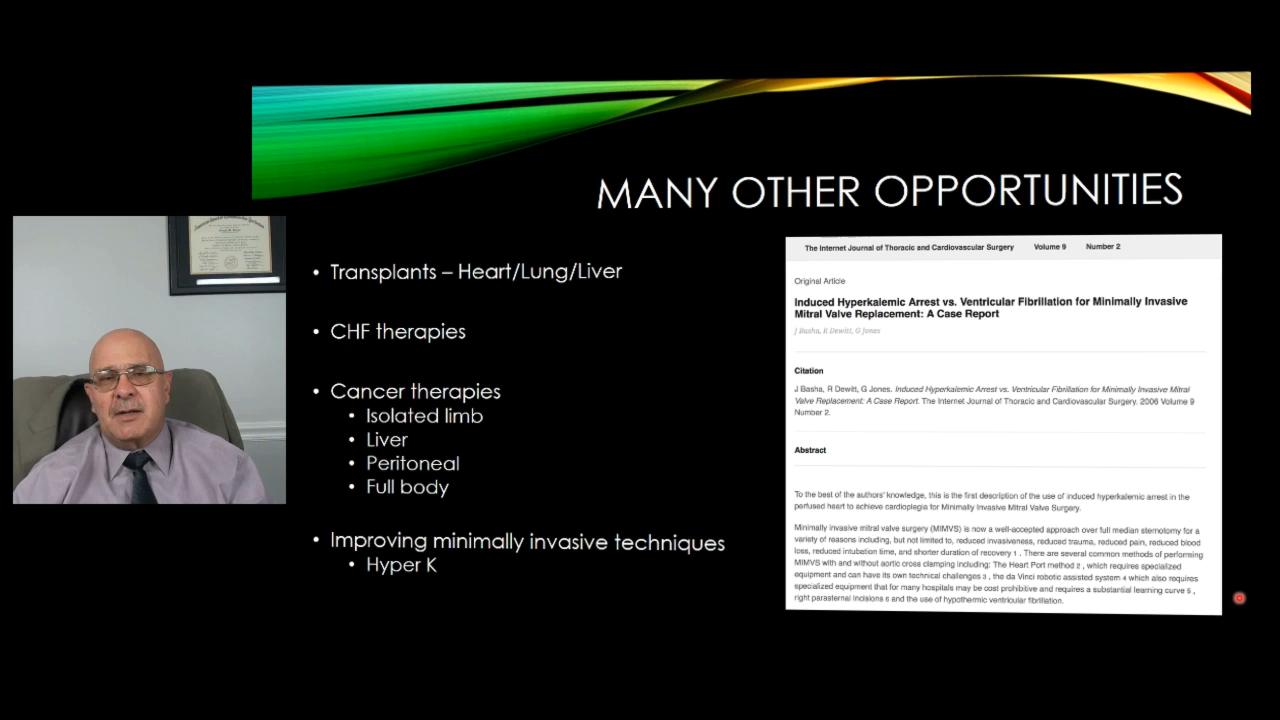 MANY OTHER OPPORTUNITIES
• Transplants – Heart/Lung/Liver
• CHF therapies
• Cancer therapies
• Isolated limb
• Liver
• Peritoneal
• Full body
• Improving minimally invasive techniques
• Hyper K
The Internet Journal of Thoracic and Cardiovascular Surgery Volume 9 Number 2
Original Article
Induced Hyperkalemic Arrest vs. Ventricular Fibrillation for Minimally Invasive
Mitral Valve Replacement: A Case Report
J Basha, R Dewitt, G Jones
Citation
J Basha, R Dewitt, G Jones. Induced Hyperkalemic Arrest vs. Ventricular Fibrillation for Minimally Invasive Mitral
Valve Replacement: A Case Report. The Internet Journal of Thoracic and Cardiovascular Surgery. 2006 Volume 9
Number 2.
Abstract
To the best of the authors' knowledge, this is the first description of the use of induced hyperkalemic arrest in the
perfused heart to achieve cardioplegia for Minimally Invasive Mitral Valve Surgery.
Minimally invasive mitral valve surgery (MIMVS) is now a well-accepted approach over full median sternotomy for a
variety of reasons including, but not limited to, reduced invasiveness, reduced trauma, reduced pain, reduced blood
loss, reduced intubation time, and shorter duration of recovery 1 . There are several common methods of performing
MIMVS with and without aortic cross clamping including: The Heart Port method 2 , which requires specialized
equipment and can have its own technical challenges 3 , the da Vinci robotic assisted system 4 which also requires
specialized equipment that for many hospitals may be cost prohibitive and requires a substantial learning curve 5 ,
right parasternal incisions 6 and the use of hypothermic ventricular fibrillation.